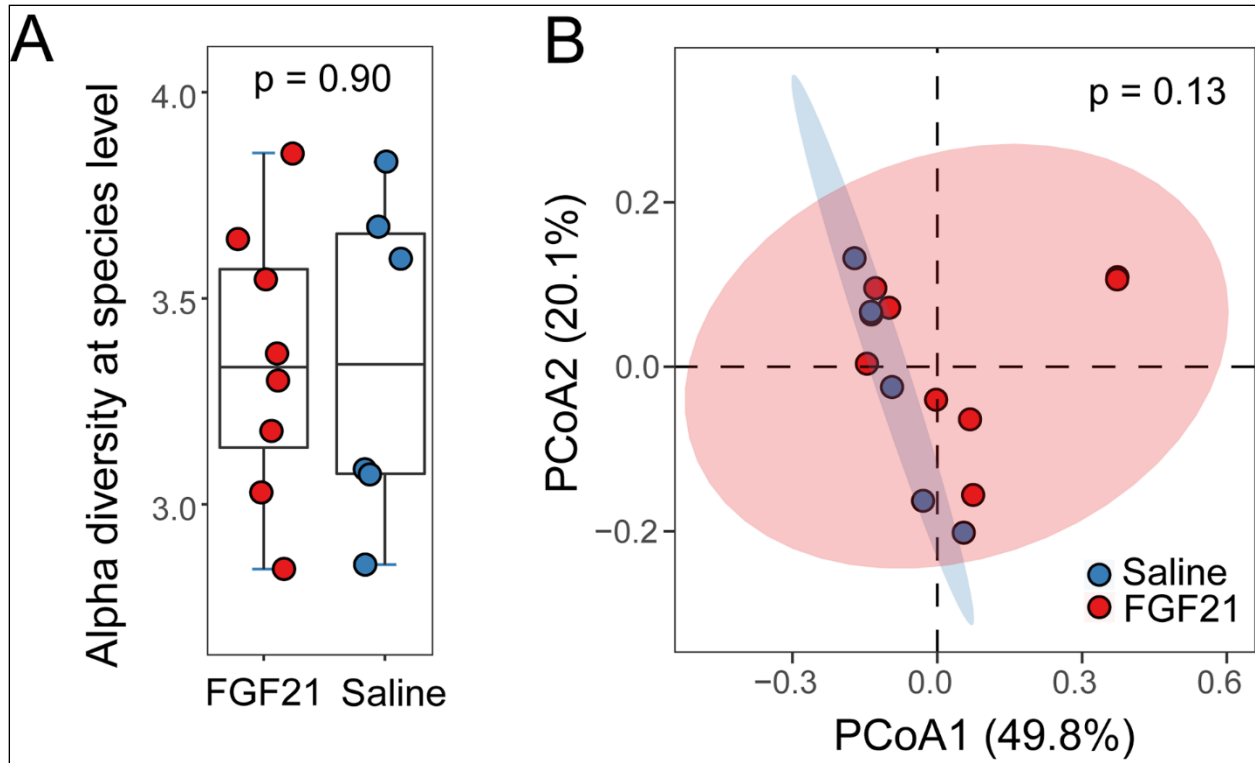 A
Alpha diversity at species level
4.0
3.5
3.0
p = 0.90
FGF21
Saline
B
PCoA2 (20.1%)
0.2
0.0
−0.2
p = 0.13
Saline
FGF21
−0.3
0.0
0.3
0.6
PCoA1 (49.8%)